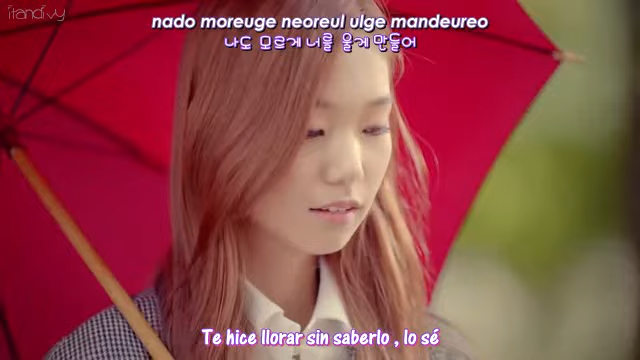 itandivy
nado moreuge neoreul ulge mandeureo
나도 모르게 너를 울게 만들어
Te hice llorar sin saberlo , lo sé